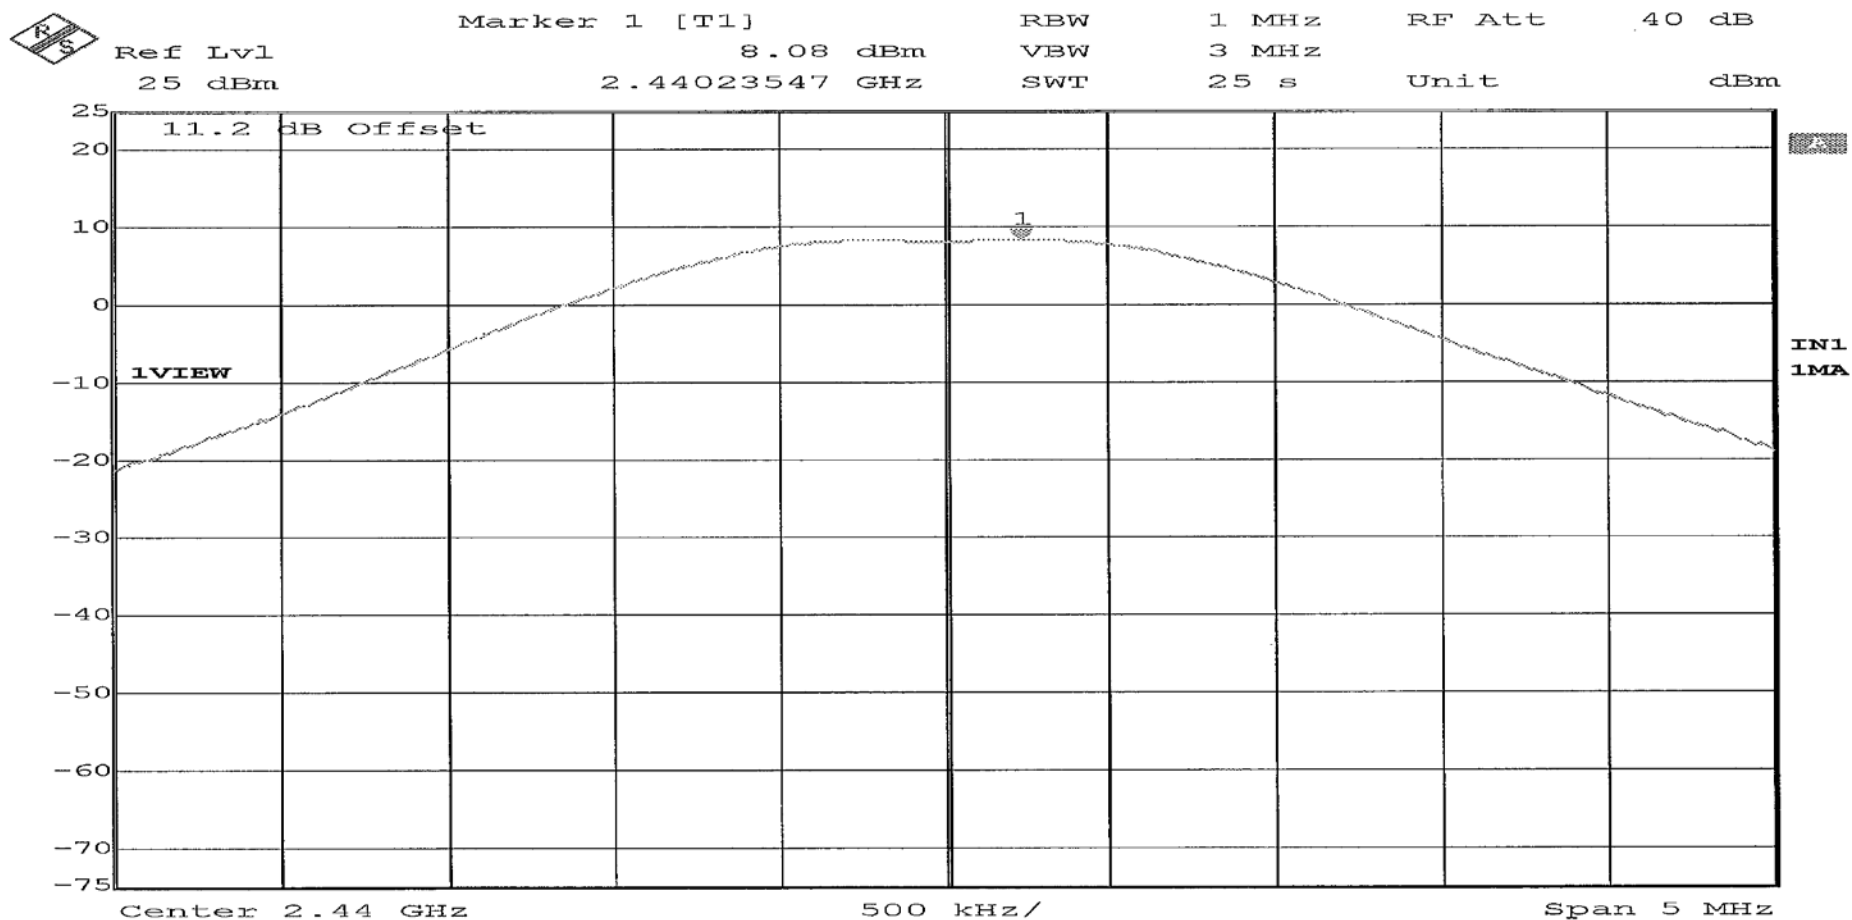 R S
Marker 1 [T1] RBW 1 MHz RF Att 40 dB
Ref Lvl 8.08 dBm VBW 3 MHz
25 dBm 2.44023547 GHz SWT 25 s Unit dBm
25
11.2 dB Offset
20
A
10
1
0
IN1
1VIEW
1MA
-10
-20
-30
-40
-50
-60
-70
-75
Center 2.44 GHz 500 kHz/ Span 5 MHz